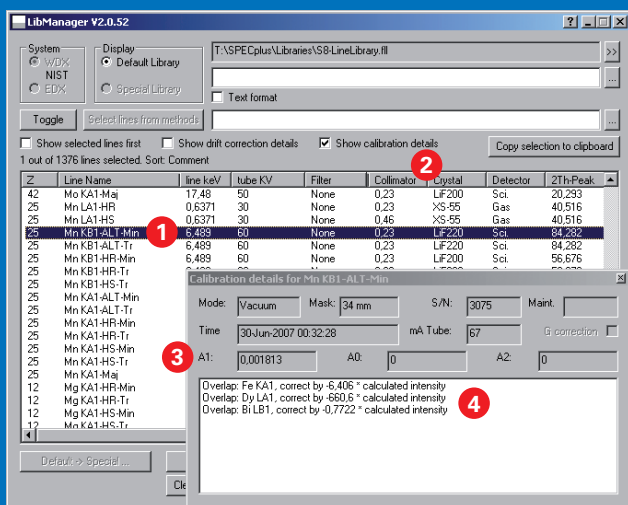 LibManager V2.0.52
System
WDX
NIST
EDX
Display
Default Library
Special Library
T:\SPECplus\Libraries\S8-LineLibrary.fll
>>
...
Text format
Toggle
Select lines from methods
...
Show selected lines first Show drift correction details Show calibration details
Copy selection to clipboard
1 out of 1376 lines selected. Sort: Comment
2
Z Line Name line keV tube KV Filter Collimator Crystal Detector 2Th-Peak
42 Mo KA1-Maj 17,48 50 None 0,23 LiF200 Sci. 20,293
25 Mn LA1-HR 0,6371 30 None 0,23 XS-55 Gas 40,516
25 Mn LA1-HS 0,6371 30 None 0,46 XS-55 Gas 40,516
25 Mn KB1-ALT-Min 6,489 60 None 0,23 LiF220 Sci. 84,282
1
25 Mn KB1-ALT-Tr 6,489 60 None 0,23 LiF220 Sci. 84,282
25 Mn KB1-HR-Min 6,489 60 None 0,23 LiF200 Sci. 56,676
25 Mn KB1-HR-Tr
25 Mn KB1-HS-Tr
25 Mn KA1-ALT-Min
25 Mn KA1-ALT-Tr
25 Mn KA1-HR-Min
25 Mn KA1-HR-Tr
25 Mn KA1-HS-Min
25 Mn KA1-HS-Tr
25 Mn KA1-Maj
12 Mg KA1-HR-Min
12 Mg KA1-HR-Tr
12 Mg KA1-HS-Min
12 Mg KA1-HS-Tr
Default -> Special ...
Cle
Calibration details for Mn KB1-ALT-Min
Mode: Vacuum Mask: 34 mm S/N: 3075 Maint.
Time 30-Jun-2007 00:32:28 mA Tube: 67 G correction
3
A1: 0,001813 A0: 0 A2: 0
Overlap: Fe KA1, correct by -6,406 * calculated intensity
Overlap: Dy LA1, correct by -660,6 * calculated intensity
Overlap: Bi LB1, correct by -0,7722 * calculated intensity
4